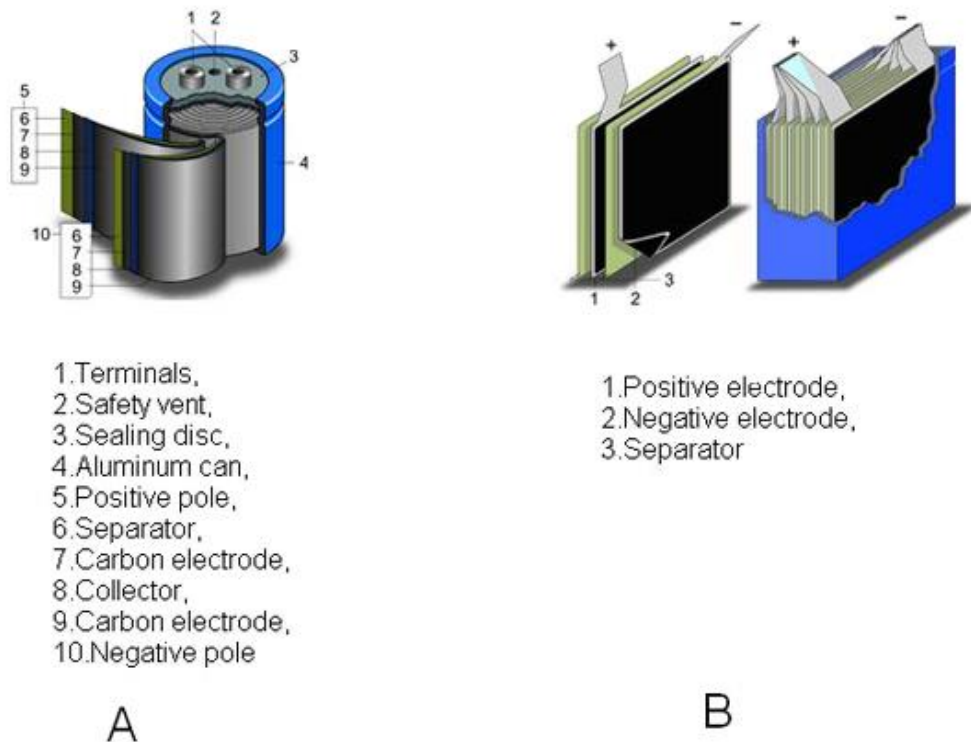 1 2
3
5
6
7
8
9
4
10
6
7
8
9
+
−
+
−
1 2 3
1.Terminals,
2.Safety vent,
3.Sealing disc,
4.Aluminum can,
5.Positive pole,
6.Separator,
7.Carbon electrode,
8.Collector,
9.Carbon electrode,
10.Negative pole
1.Positive electrode,
2.Negative electrode,
3.Separator
A
B